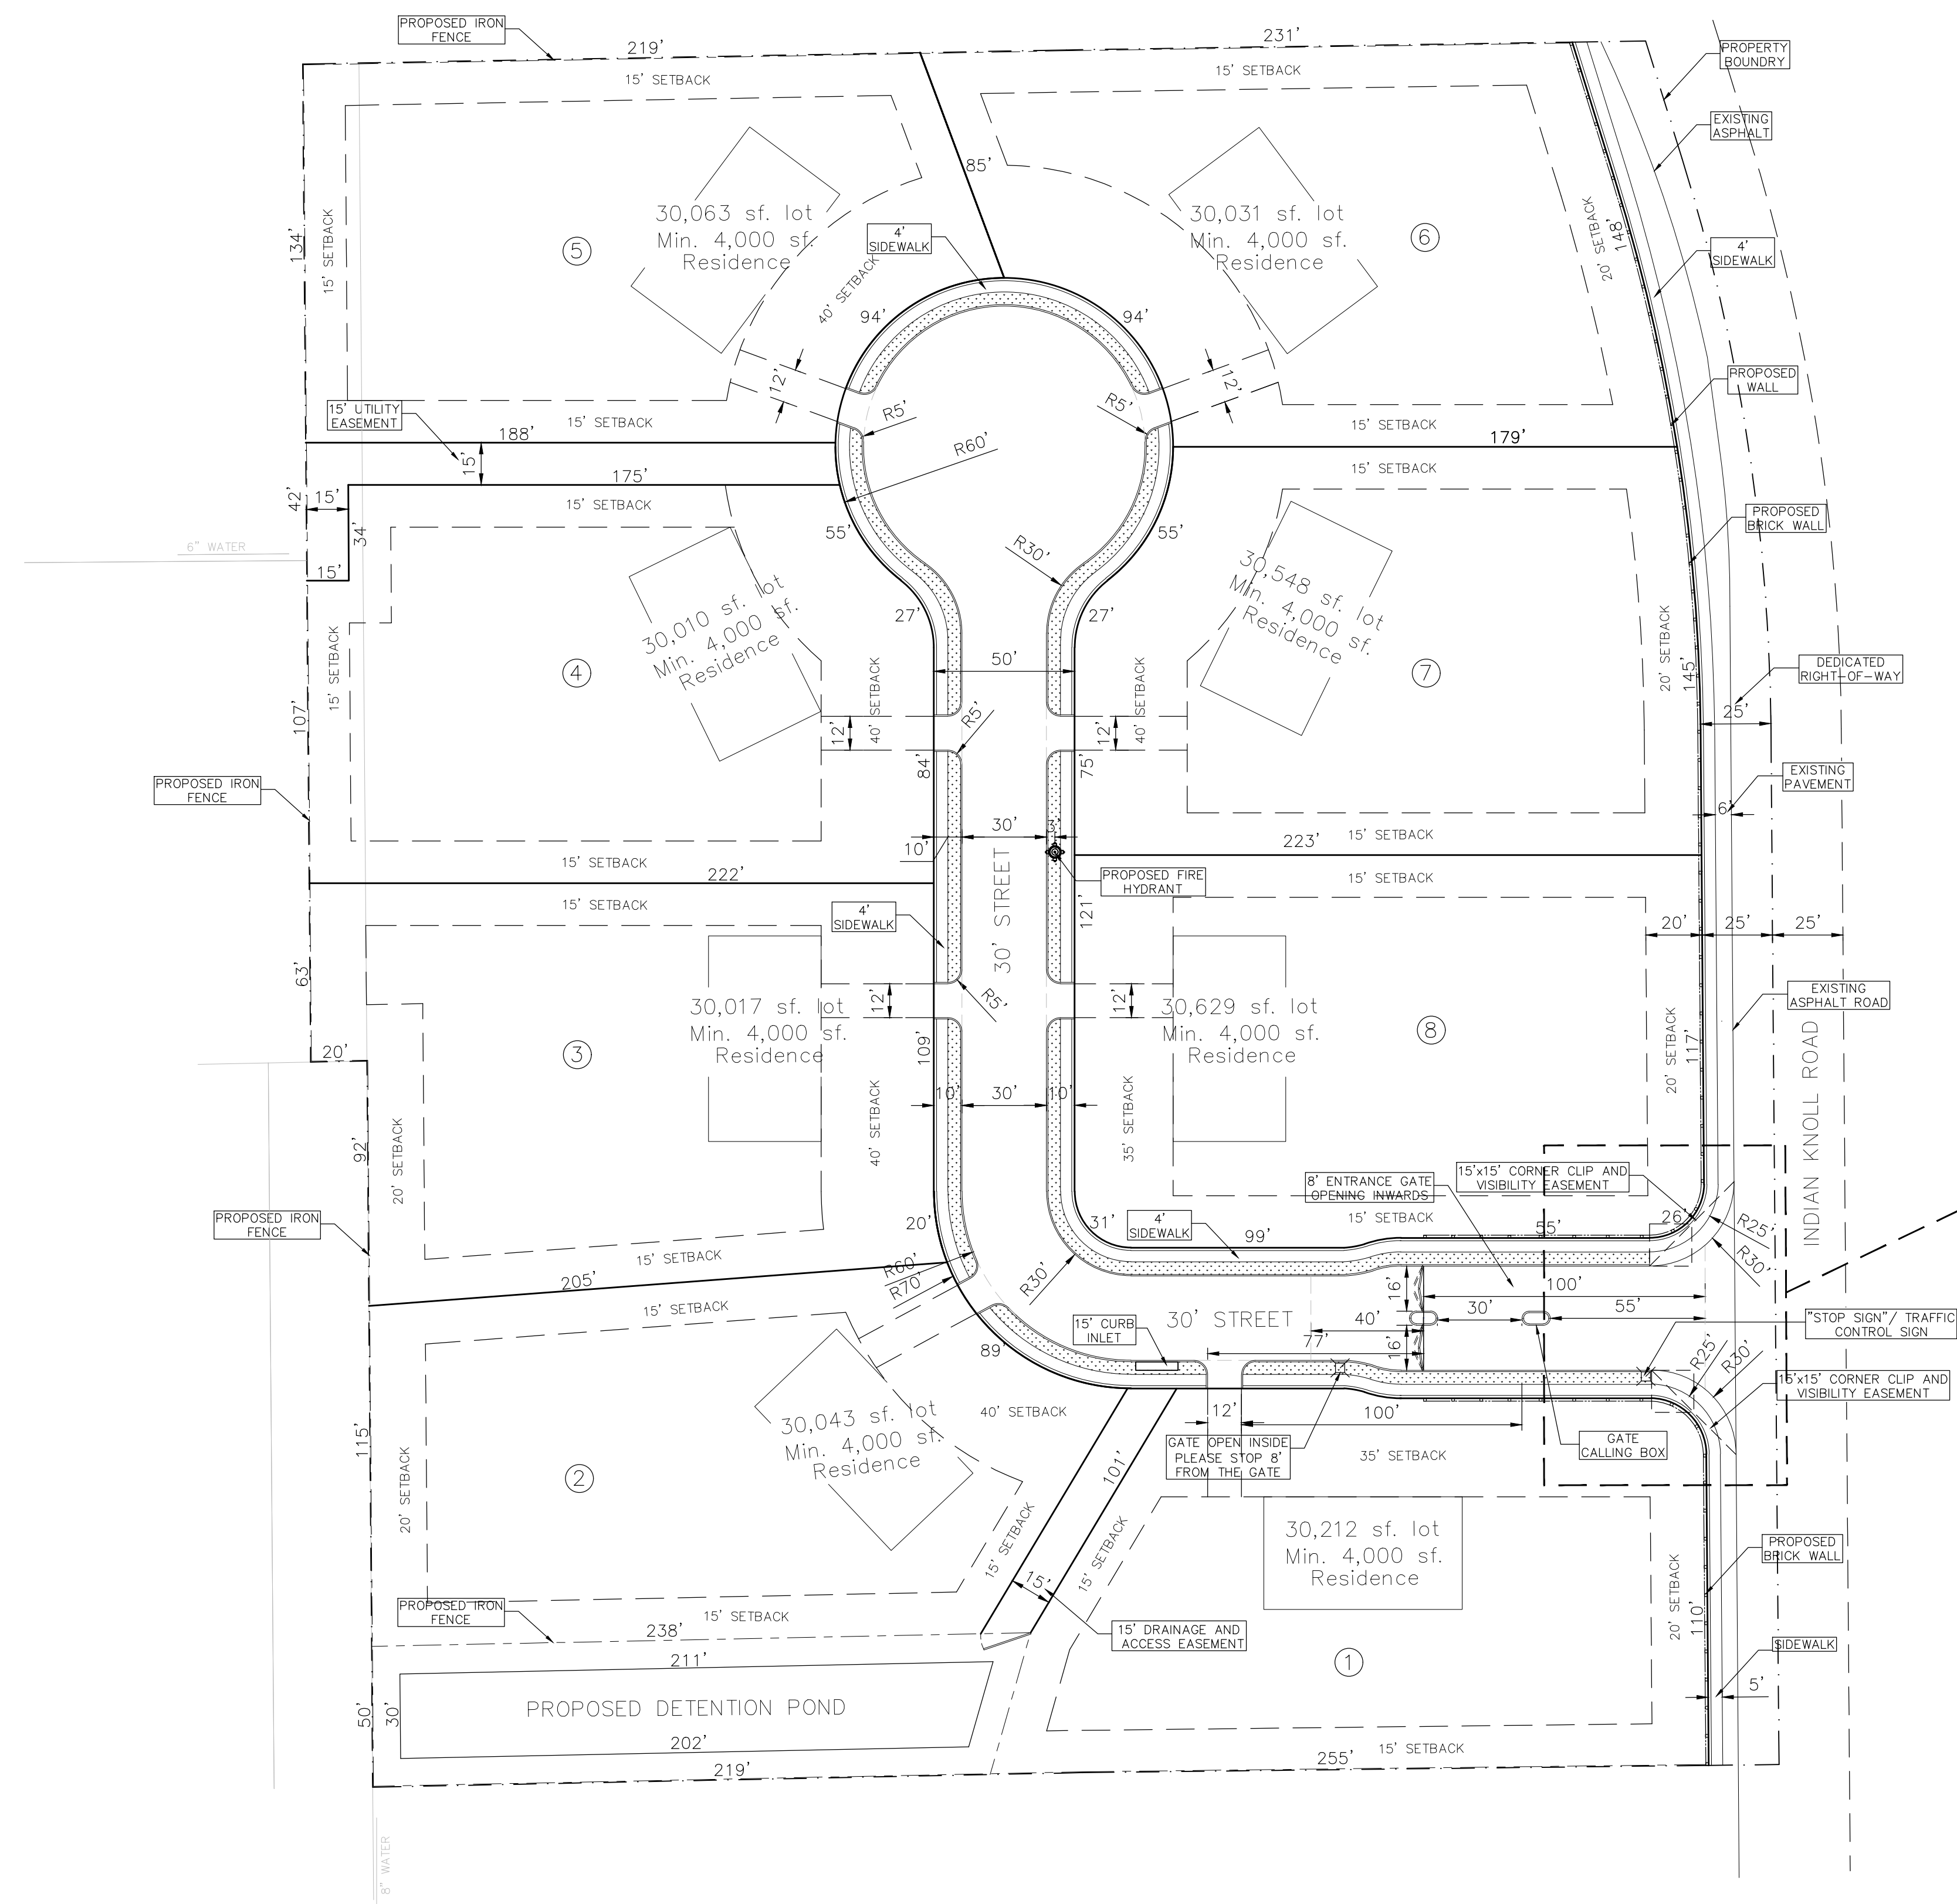 PROPOSED IRON
FENCE
219'
231'
15' SETBACK
15' SETBACK
PROPERTY
BOUNDRY
EXISTING
ASPHALT
134'
15' SETBACK
30,063 sf. lot
Min. 4,000 sf.
Residence
5
85'
4'
SIDEWALK
40' SETBACK
94'
94'
30,031 sf. lot
Min. 4,000 sf.
Residence
6
20' SETBACK
148'
4'
SIDEWALK
12'
12'
R5'
R5'
R60'
PROPOSED
WALL
15' UTILITY
EASEMENT
15' SETBACK
188'
15'
175'
15' SETBACK
15' SETBACK
179'
15' SETBACK
42'
15'
34'
15'
6" WATER
55'
55'
R30'
27'
27'
PROPOSED
BRICK WALL
30,010 sf. lot
Min. 4,000 sf.
Residence
4
15' SETBACK
107'
50'
40' SETBACK
40' SETBACK
12'
12'
R5'
84'
75'
30,548 sf. lot
Min. 4,000 sf.
Residence
7
20' SETBACK
145'
DEDICATED
RIGHT-OF-WAY
25'
EXISTING
PAVEMENT
6'
PROPOSED IRON
FENCE
30'
3'
10'
15' SETBACK
222'
15' SETBACK
15' SETBACK
223'
15' SETBACK
PROPOSED FIRE
HYDRANT
30' STREET
121'
4'
SIDEWALK
20'
25'
25'
63'
20'
30,017 sf. lot
Min. 4,000 sf.
Residence
3
12'
12'
R5'
109'
30,629 sf. lot
Min. 4,000 sf.
Residence
8
20' SETBACK
117'
EXISTING
ASPHALT ROAD
INDIAN KNOLL ROAD
10'
30'
10'
40' SETBACK
35' SETBACK
92'
20' SETBACK
PROPOSED IRON
FENCE
8' ENTRANCE GATE
OPENING INWARDS
15'x15' CORNER CLIP AND
VISIBILITY EASEMENT
15' SETBACK
20'
31'
4'
SIDEWALK
99'
55'
26'
R25'
R30'
15' SETBACK
205'
15' SETBACK
R60'
R70'
R30'
30' STREET
16'
16'
100'
30'
55'
40'
77'
15' CURB
INLET
"STOP SIGN"/ TRAFFIC
CONTROL SIGN
R25'
R30'
15'x15' CORNER CLIP AND
VISIBILITY EASEMENT
89'
40' SETBACK
12'
100'
GATE OPEN INSIDE
PLEASE STOP 8'
FROM THE GATE
35' SETBACK
GATE
CALLING BOX
115'
20' SETBACK
30,043 sf. lot
Min. 4,000 sf.
Residence
2
101'
15' SETBACK
15' SETBACK
15'
30,212 sf. lot
Min. 4,000 sf.
Residence
1
20' SETBACK
110'
PROPOSED
BRICK WALL
PROPOSED IRON
FENCE
15' SETBACK
238'
15' DRAINAGE AND
ACCESS EASEMENT
SIDEWALK
5'
211'
PROPOSED DETENTION POND
50'
30'
202'
219'
255'
15' SETBACK
8" WATER